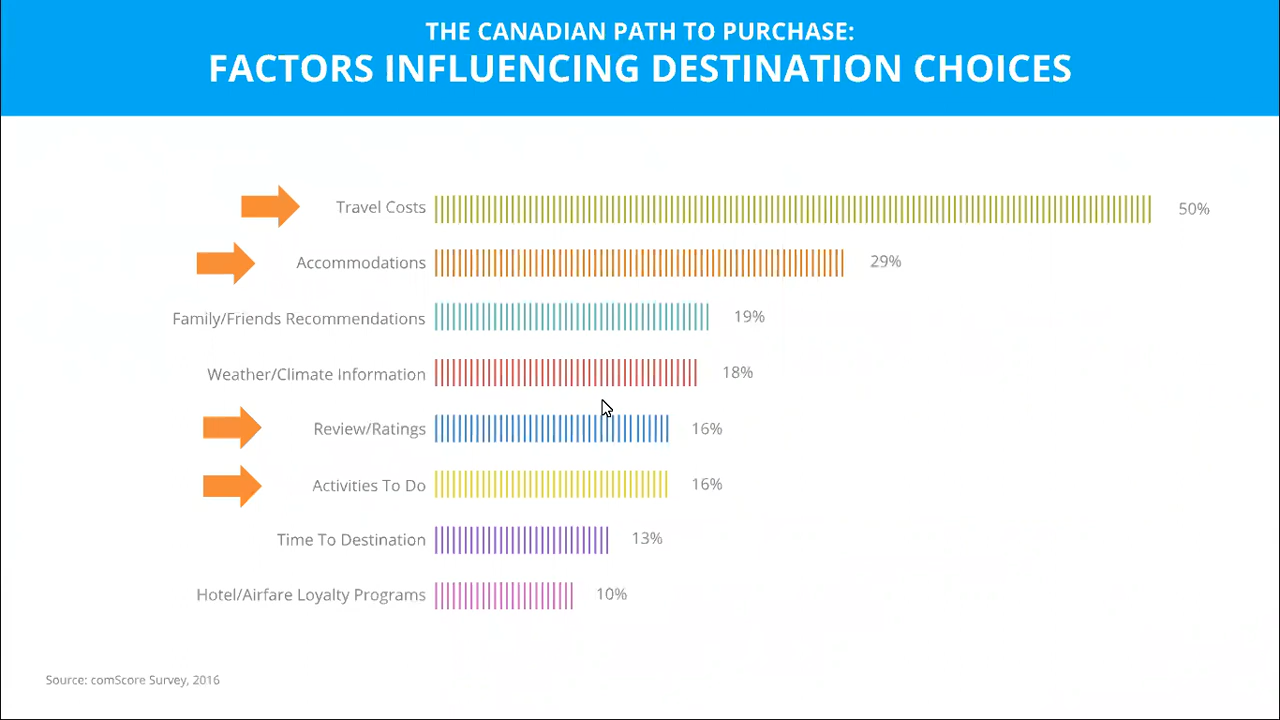 THE CANADIAN PATH TO PURCHASE:
FACTORS INFLUENCING DESTINATION CHOICES
Travel Costs 50%
Accommodations 29%
Family/Friends Recommendations 19%
Weather/Climate Information 18%
Review/Ratings 16%
Activities To Do 16%
Time To Destination 13%
Hotel/Airfare Loyalty Programs 10%
Source: comScore Survey, 2016